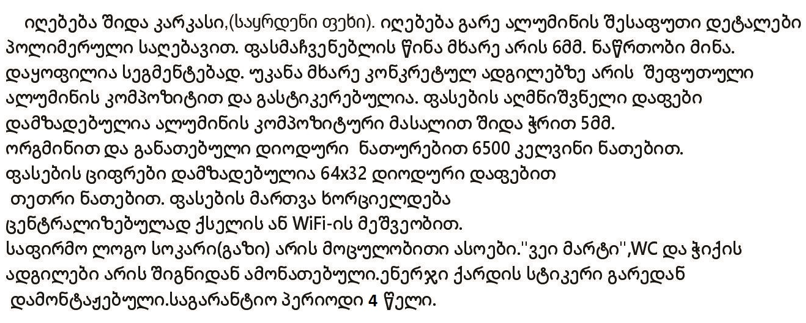 იღებება შიდა კარკასი,(საყრდენი ფეხი). იღებება გარე ალუმინის შესაფუთი დეტალები
პოლიმერული საღებავით. ფასმაჩვენებლის წინა მხარე არის 6მმ. ნაწრთობი მინა.
დაყოფილია სეგმენტებად. უკანა მხარე კონკრეტულ ადგილებზე არის შეფუთული
ალუმინის კომპოზიტით და გასტიკერებულია. ფასების აღმნიშვნელი დაფები
დამზადებულია ალუმინის კომპოზიტური მასალით შიდა ჭრით 5მმ.
ორგმინით და განათებული დიოდური ნათურებით 6500 კელვინი ნათებით.
ფასების ციფრები დამზადებულია 64x32 დიოდური დაფებით
თეთრი ნათებით. ფასების მართვა ხორციელდება
ცენტრალიზებულად ქსელის ან WiFi-ის მეშვეობით.
საფირმო ლოგო სოკარი(გაზი) არის მოცულობითი ასოები."ვეი მარტი",WC და ჭიქის
ადგილები არის შიგნიდან ამონათებული.ენერჯი ქარდის სტიკერი გარედან
დამონტაჟებული.საგარანტიო პერიოდი 4 წელი.